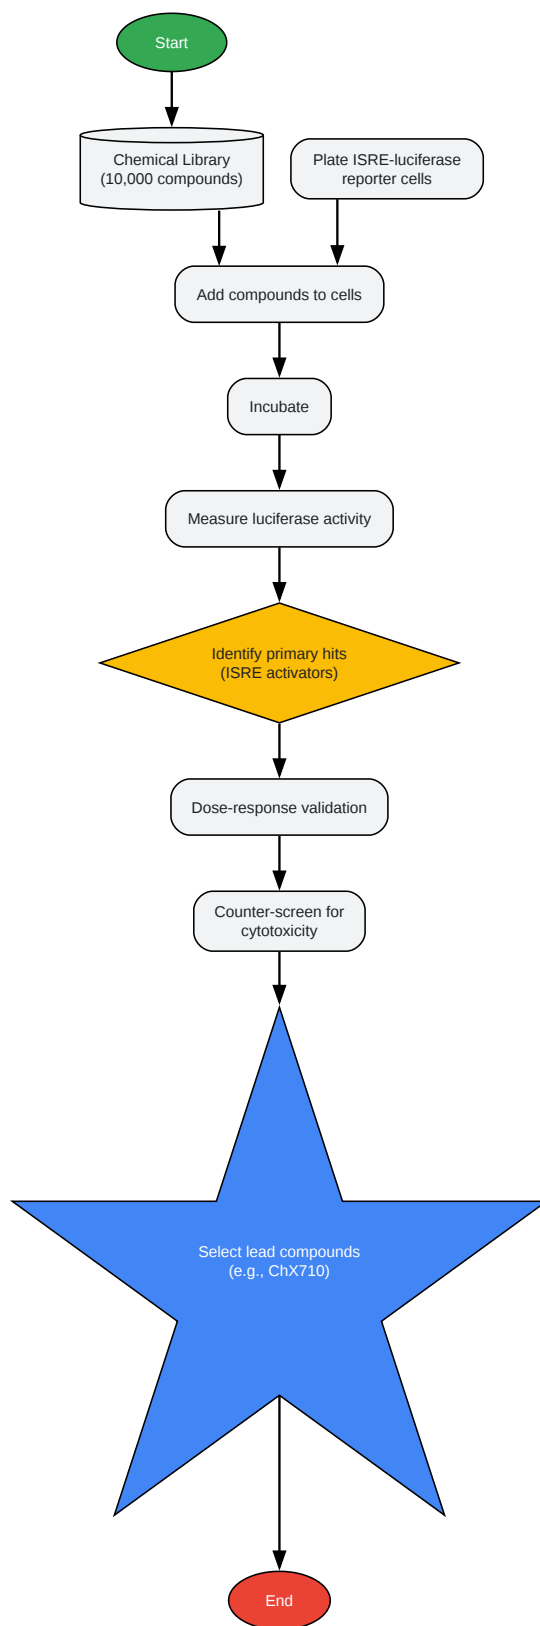 Start
Chemical Library
(10,000 compounds)
Plate ISRE-luciferase
reporter cells
Add compounds to cells
Incubate
Measure luciferase activity
Identify primary hits
(ISRE activators)
Dose-response validation
Counter-screen for
cytotoxicity
Select lead compounds
(e.g., ChX710)
End